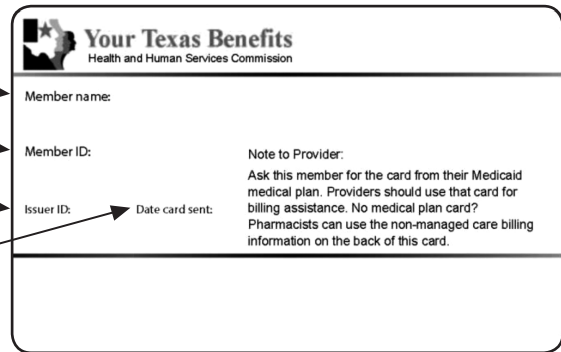 Your Texas Benefits
Health and Human Services Commission
Member name:
Member ID:
Note to Provider:
Ask this member for the card from their Medicaid
medical plan. Providers should use that card for
billing assistance. No medical plan card?
Pharmacists can use the non-managed care billing
information on the back of this card.
Issuer ID:
Date card sent: